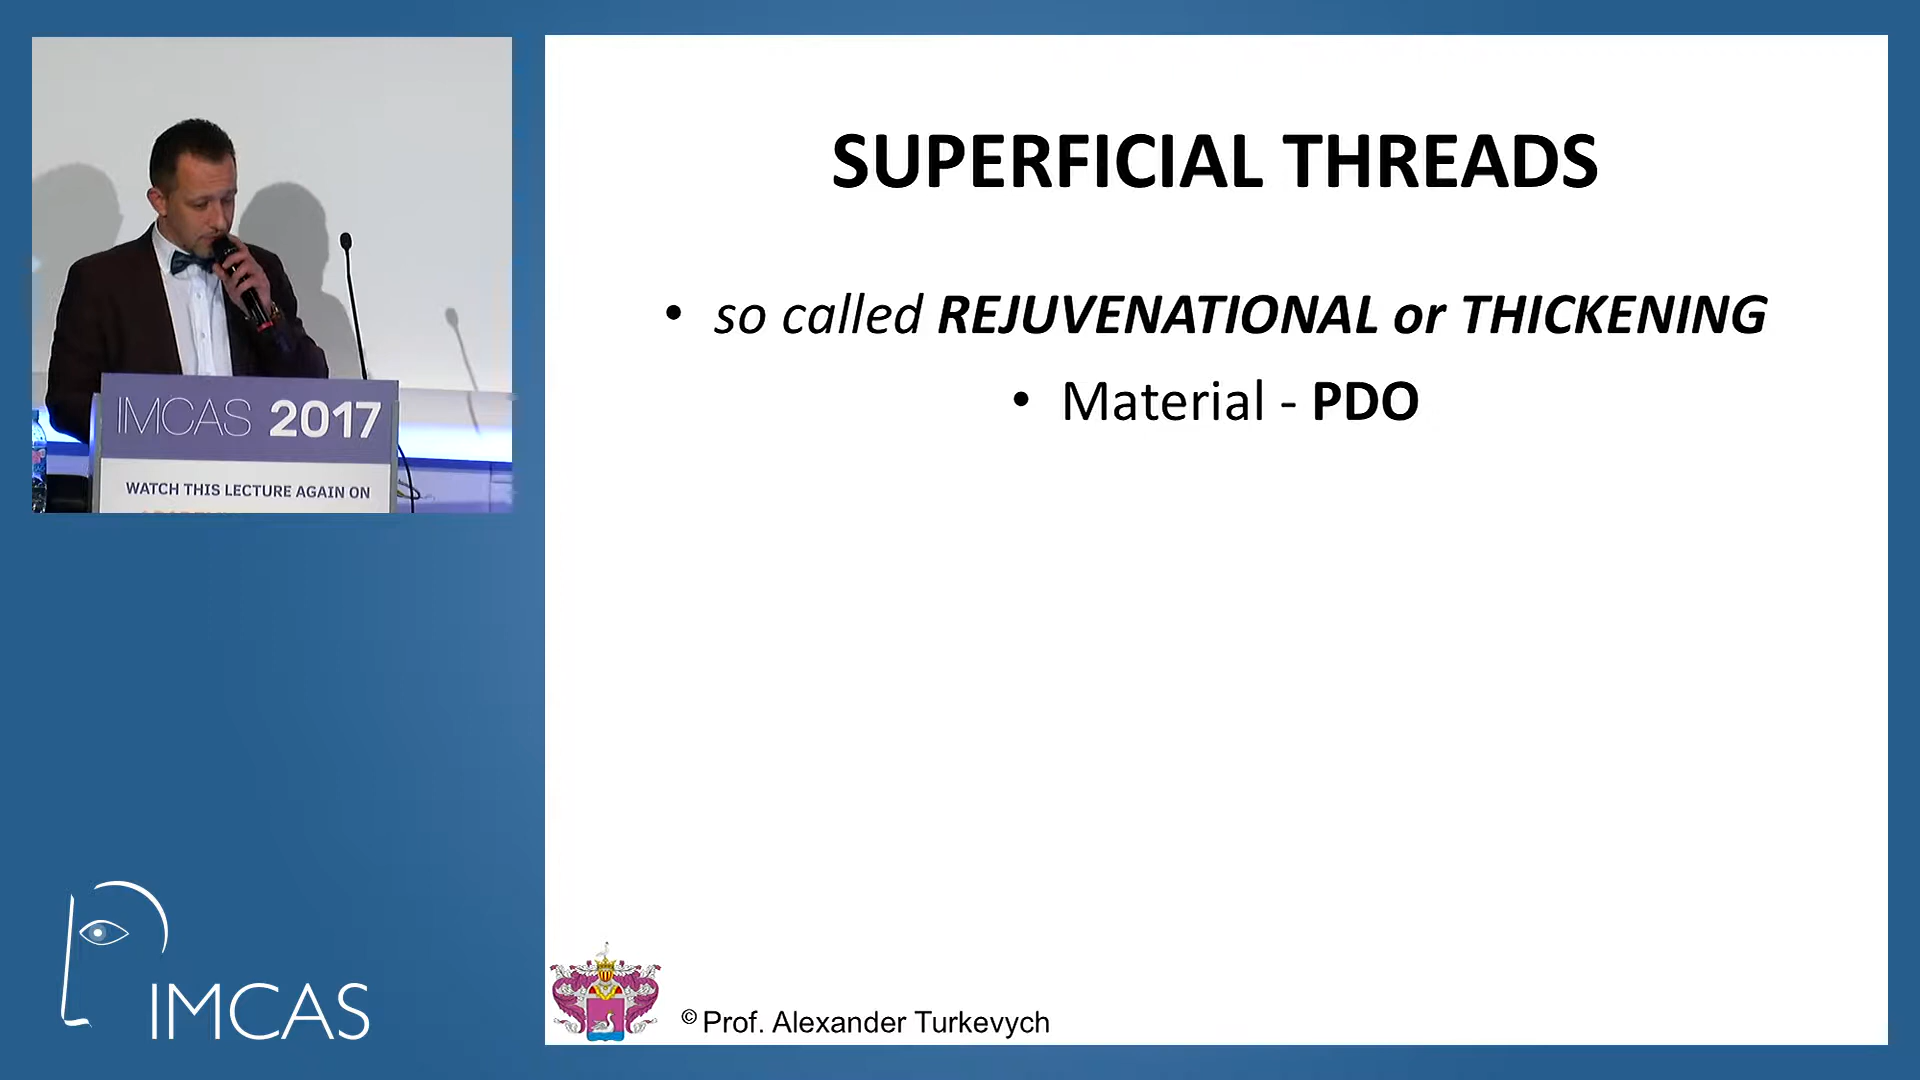 IMCAS 2017
WATCH THIS LECTURE AGAIN ON
IMCAS
SUPERFICIAL THREADS
• so called REJUVENATIONAL or THICKENING
• Material - PDO
© Prof. Alexander Turkevych